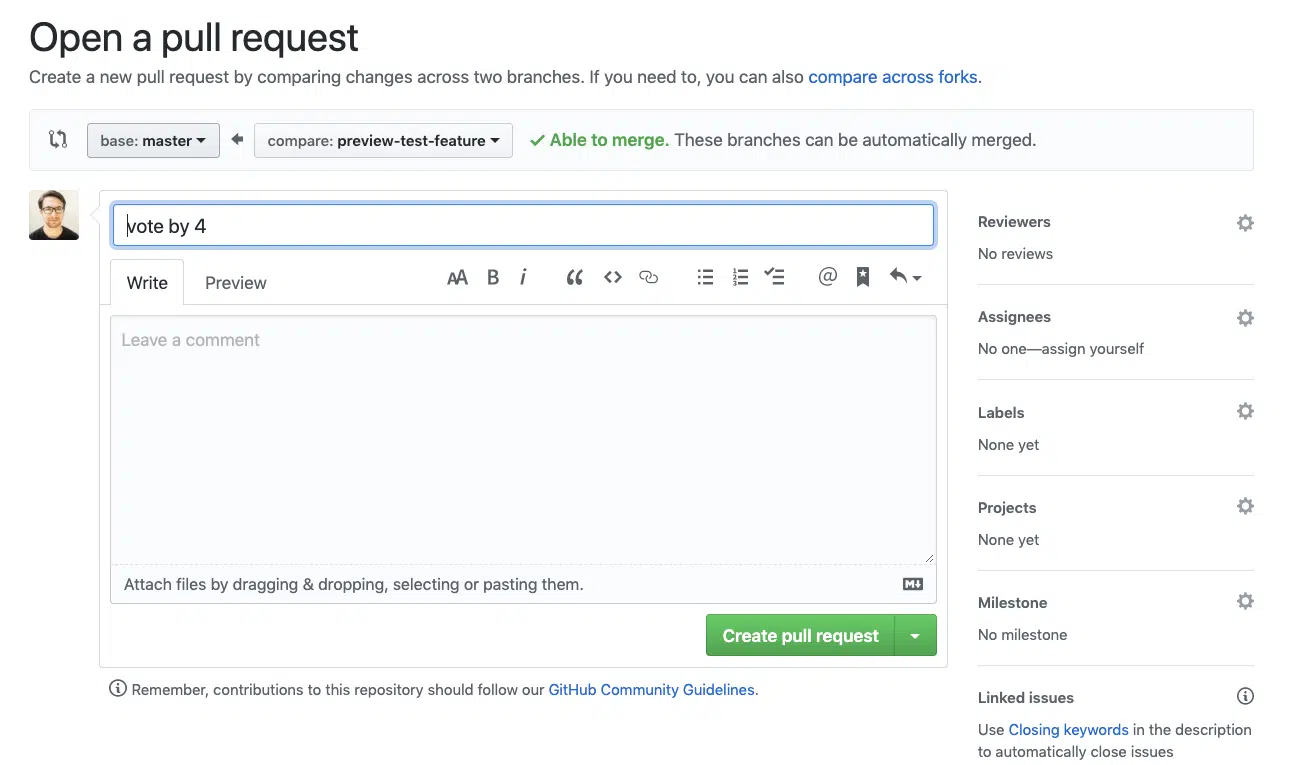 Open a pull request
Create a new pull request by comparing changes across two branches. If you need to, you can also compare across forks.
base: master compare: preview-test-feature Able to merge. These branches can be automatically merged.
vote by 4
Write Preview AA B i
Leave a comment
Attach files by dragging & dropping, selecting or pasting them.
Create pull request
Remember, contributions to this repository should follow our GitHub Community Guidelines.
Reviewers
No reviews
Assignees
No one—assign yourself
Labels
None yet
Projects
None yet
Milestone
No milestone
Linked issues
Use Closing keywords in the description
to automatically close issues